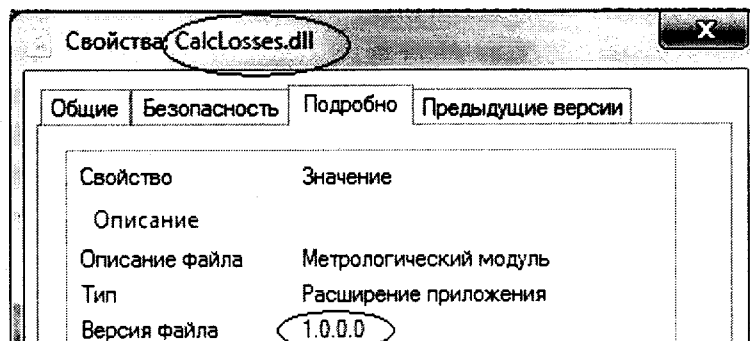 Свойства: CalcLosses.dll
X
Общие Безопасность Подробно Предыдущие версии
Свойство Значение
Описание
Описание файла Метрологический модуль
Тип Расширение приложения
Версия файла 1.0.0.0